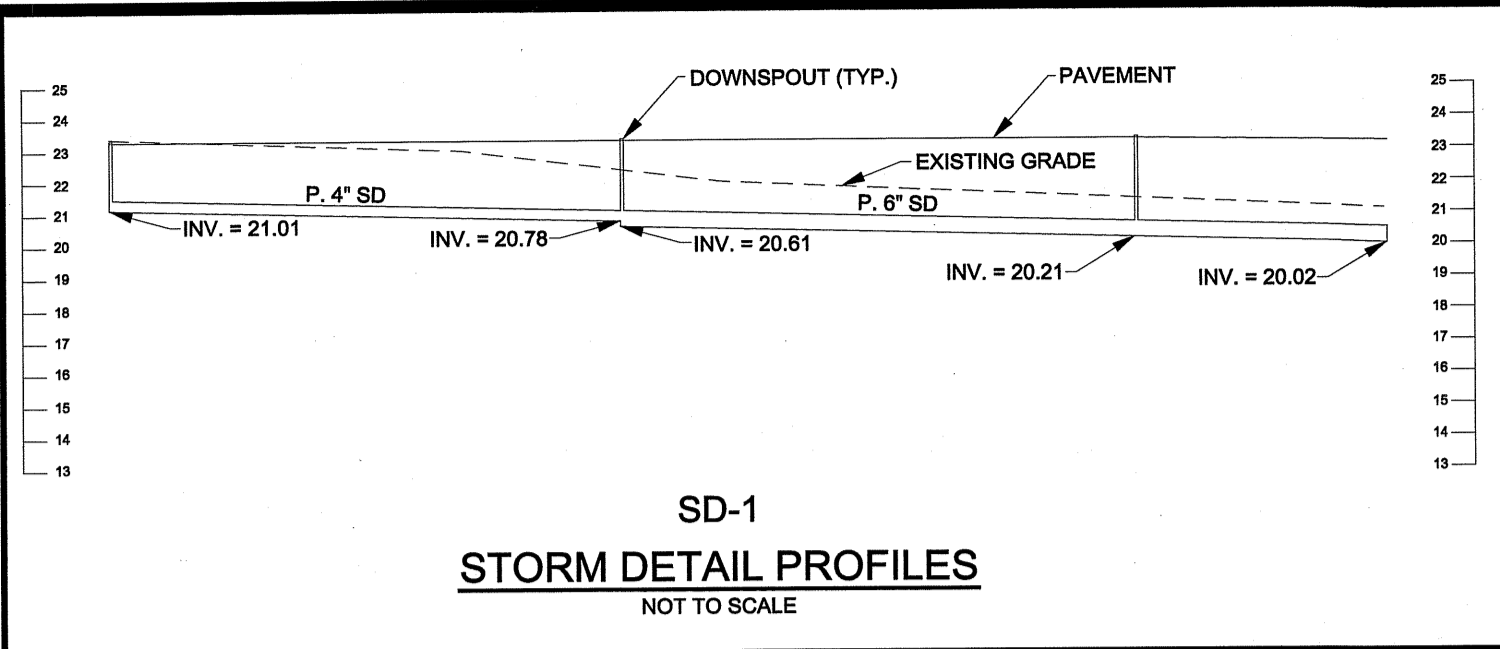 DOWNSPOUT (TYP.)
PAVEMENT
25
24
23
22
21
20
19
18
17
16
15
14
13
EXISTING GRADE
P. 4" SD
P. 6" SD
INV. = 21.01
INV. = 20.78
INV. = 20.61
INV. = 20.21
INV. = 20.02
25
24
23
22
21
20
19
18
17
16
15
14
13
SD-1
STORM DETAIL PROFILES
NOT TO SCALE